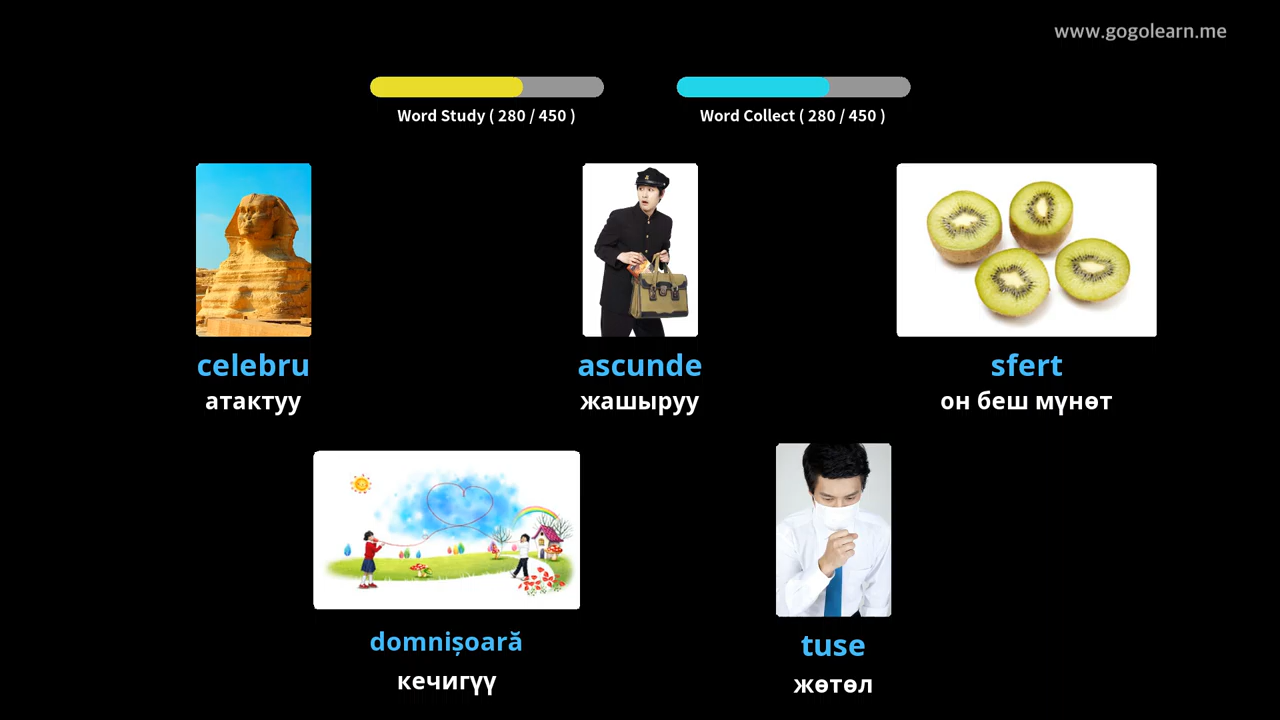 www.gogolearn.me
Word Study ( 280 / 450 )
Word Collect ( 280 / 450 )
celebru
атактуу
ascunde
жашыруу
sfert
он беш мүнөт
domnișoară
кечигүү
tuse
жөтөл